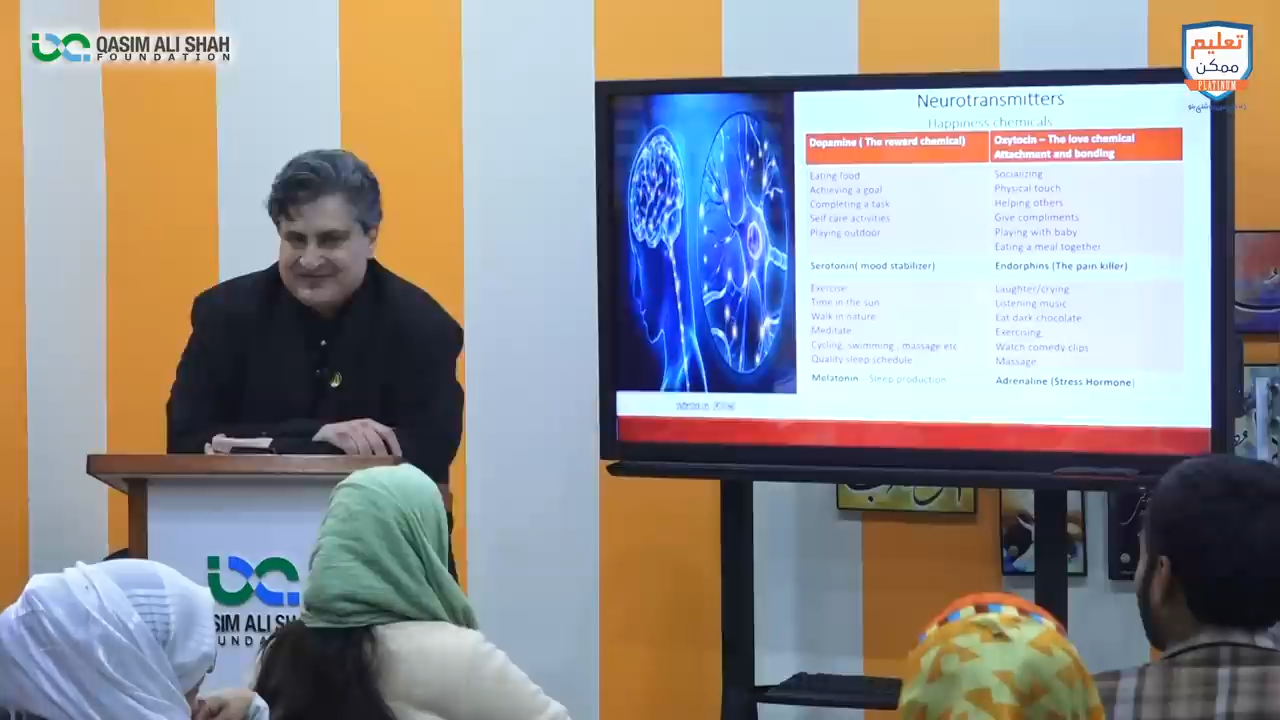 QASIM ALI SHAH
FOUNDATION
تعلیم
ممکن
PLATINUM
Neurotransmitters
Happiness chemicals
Dopamine ( The reward chemical)
Oxytocin – The love chemical
Attachment and bonding
Eating food
Achieving a goal
Completing a task
Self care activities
Playing outdoor
Socializing
Physical touch
Helping others
Give compliments
Playing with baby
Eating a meal together
Serotonin( mood stabilizer)
Endorphins (The pain killer)
Exercise
Time in the sun
Walk in nature
Meditate
Cycling, swimming , massage etc
Quality sleep schedule
Laughter/crying
Listening music
Eat dark chocolate
Exercising
Watch comedy clips
Massage
Melatonin – Sleep production
Adrenaline (Stress Hormone)
SIM ALI SHA
UNDA